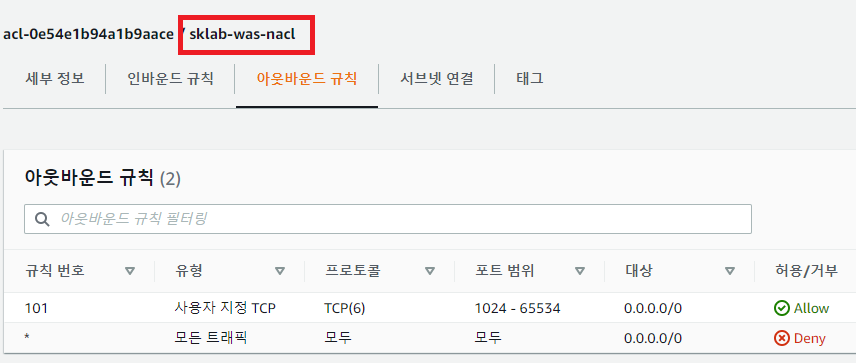 acl-0e54e1b94a1b9aace / sklab-was-nacl
세부 정보 인바운드 규칙 아웃바운드 규칙 서브넷 연결 태그
아웃바운드 규칙 (2)
아웃바운드 규칙 필터링
규칙 번호 유형 프로토콜 포트 범위 대상 허용/거부
101 사용자 지정 TCP TCP(6) 1024 - 65534 0.0.0.0/0 Allow
* 모든 트래픽 모두 모두 0.0.0.0/0 Deny